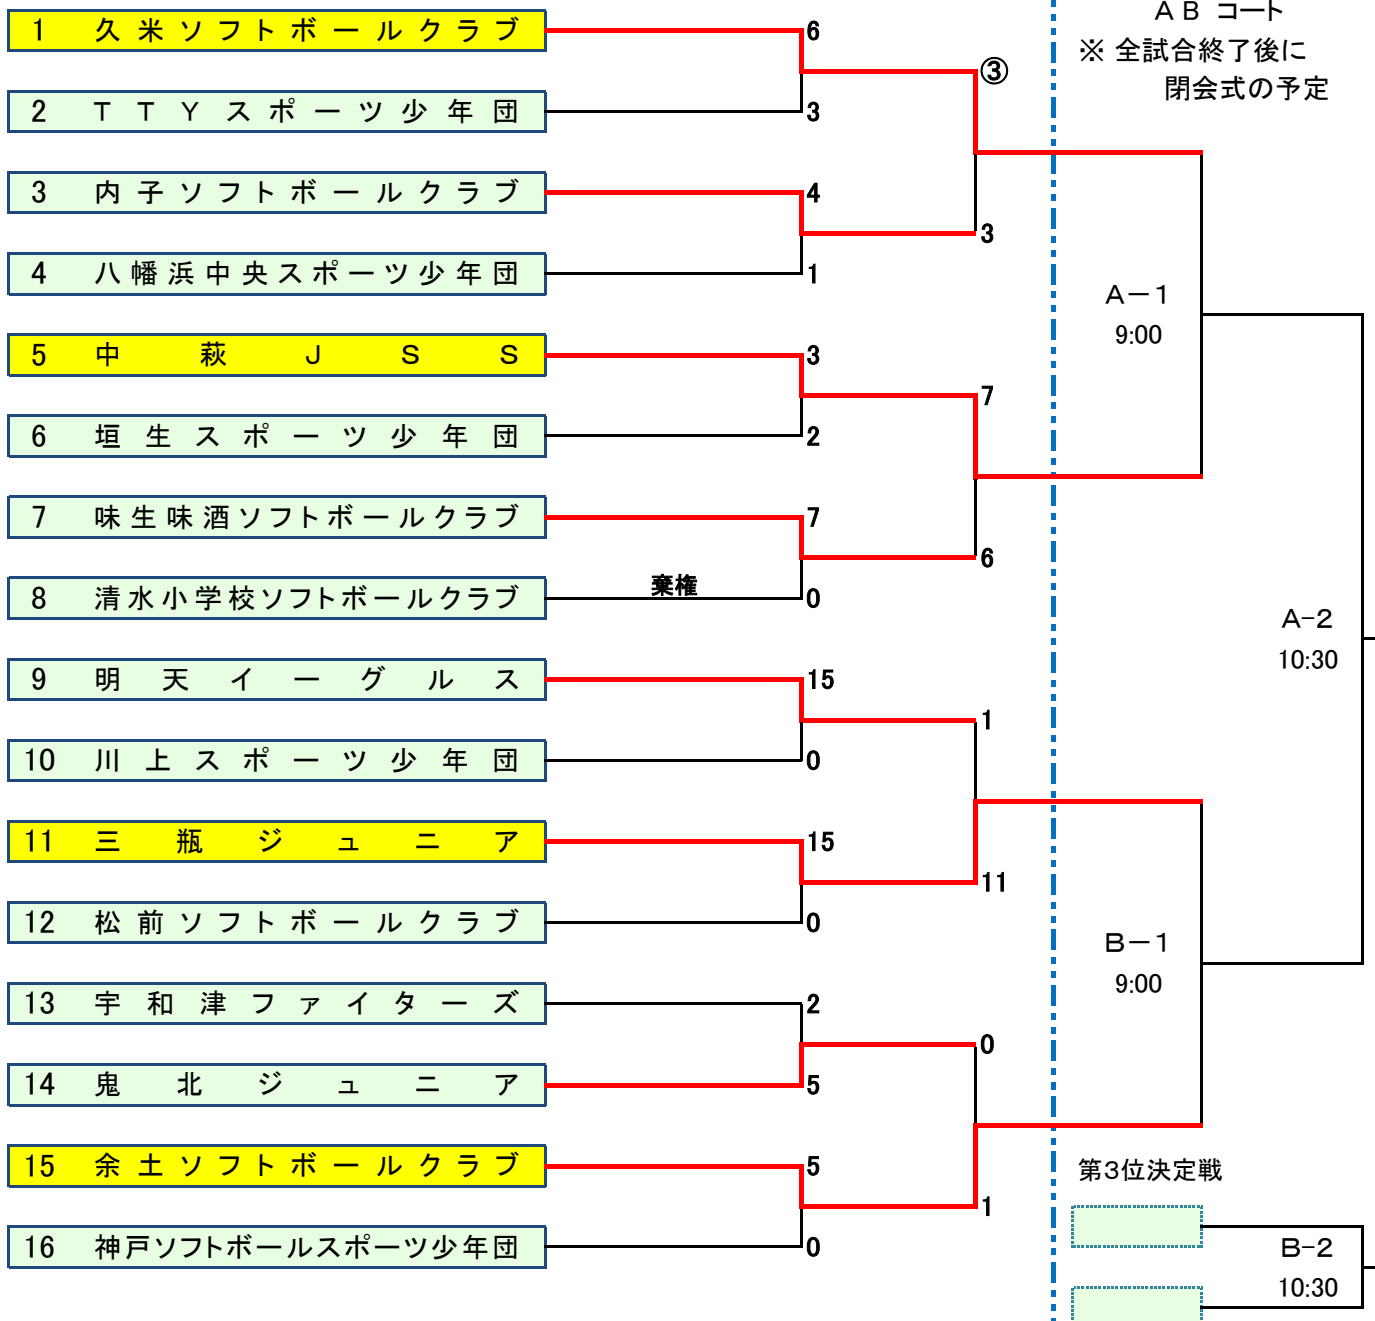 ＡＢ コート
※ 全試合終了後に
閉会式の予定
1 久米ソフトボールクラブ 6
③
2 ＴＴＹスポーツ少年団 3
3 内子ソフトボールクラブ 4
3
4 八幡浜中央スポーツ少年団 1
Ａ－１
9:00
5 中萩ＪＳＳ 3
7
6 垣生スポーツ少年団 2
7 味生味酒ソフトボールクラブ 7
6
8 清水小学校ソフトボールクラブ 棄権 0
A-2
10:30
9 明天イーグルス 15
1
10 川上スポーツ少年団 0
11 三瓶ジュニア 15
11
12 松前ソフトボールクラブ 0
Ｂ－１
9:00
13 宇和津ファイターズ 2
0
14 鬼北ジュニア 5
15 余土ソフトボールクラブ 5
第3位決定戦
1
16 神戸ソフトボールスポーツ少年団 0
B-2
10:30